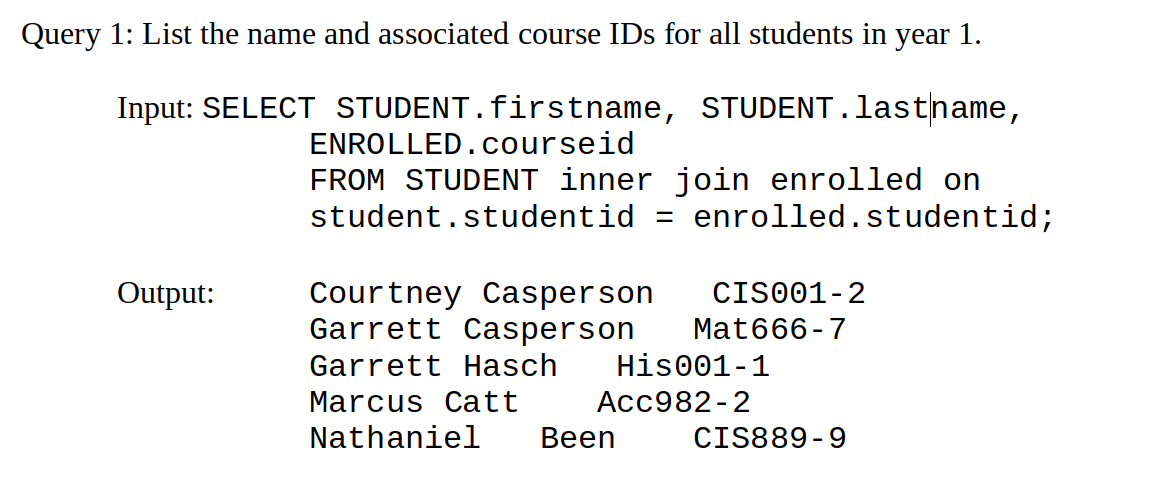 Query 1: List the name and associated course IDs for all students in year 1.
Input: SELECT STUDENT.firstname, STUDENT.lastname,
ENROLLED.courseid
FROM STUDENT inner join enrolled on
student.studentid = enrolled.studentid;
Output: Courtney Casperson CIS001-2
Garrett Casperson Mat666-7
Garrett Hasch His001-1
Marcus Catt Acc982-2
Nathaniel Been CIS889-9